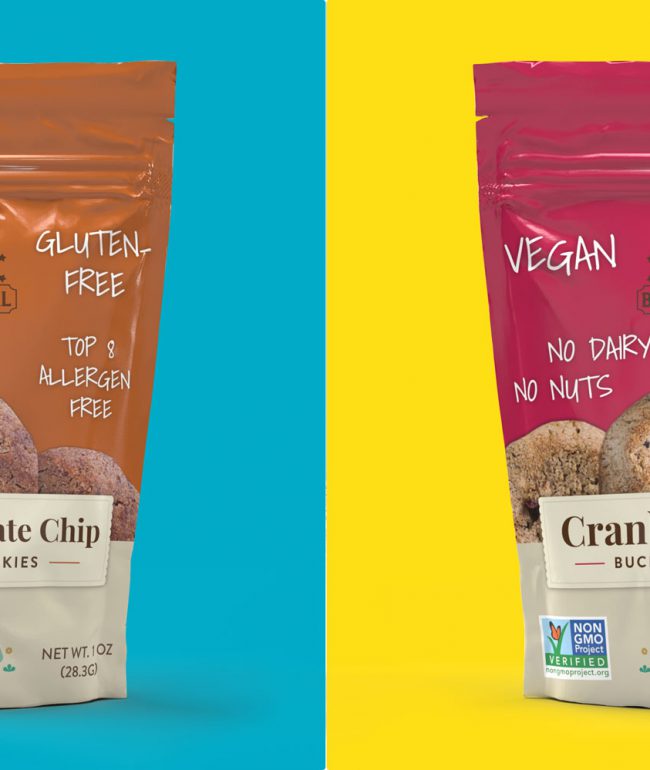 GLUTEN-
FREE
TOP 8
ALLERGEN
FREE
ate Chip
KIES
NET WT. 1 OZ
(28.3G)
VEGAN
NO DAIRY
NO NUTS
Cran
BUC
NON
GMO
Project
VERIFIED
nongmoproject.org